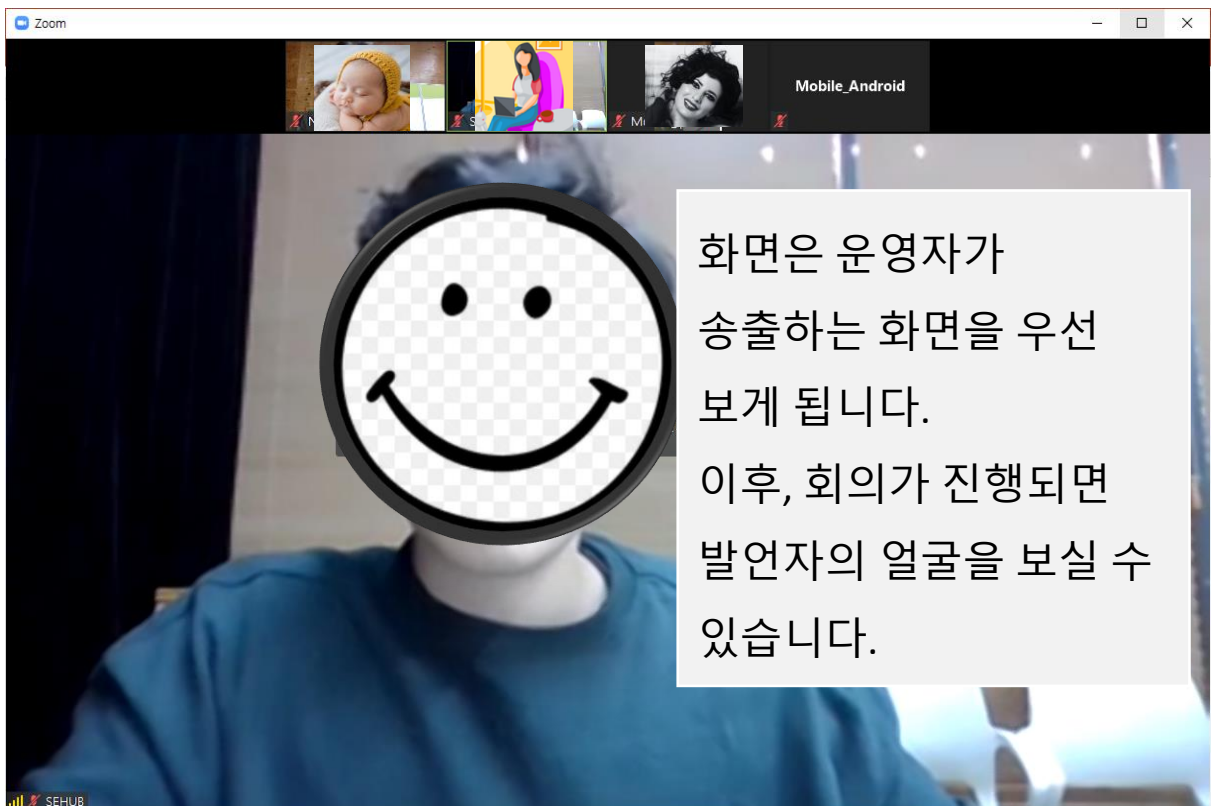 Zoom
N
S
M
Mobile_Android
화면은 운영자가
송출하는 화면을 우선
보게 됩니다.
이후, 회의가 진행되면
발언자의 얼굴을 보실 수
있습니다.
SEHUB